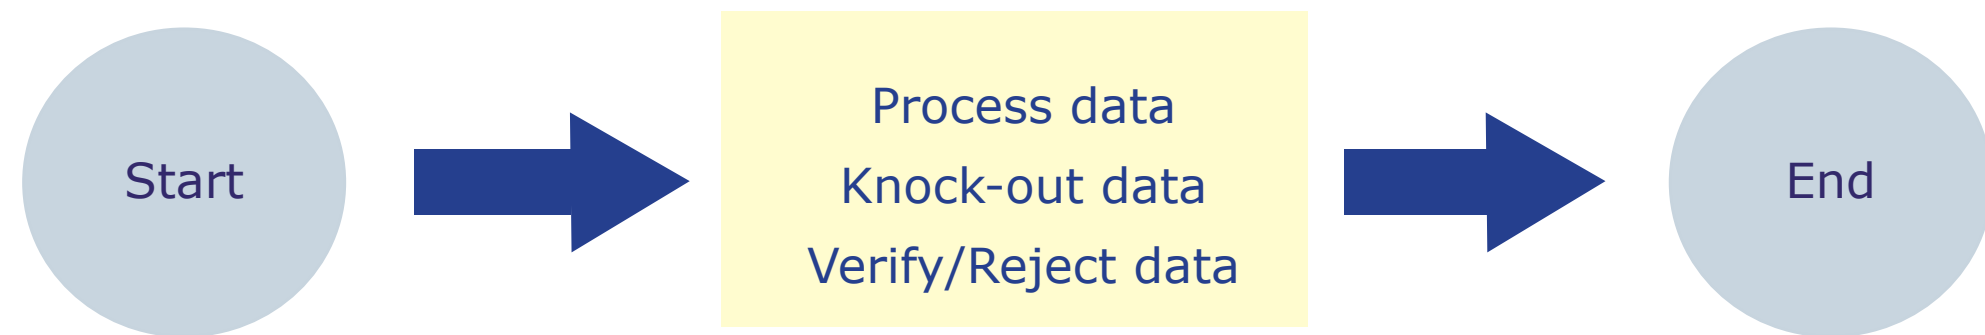 Start
Process data
Knock-out data
Verify/Reject data
End